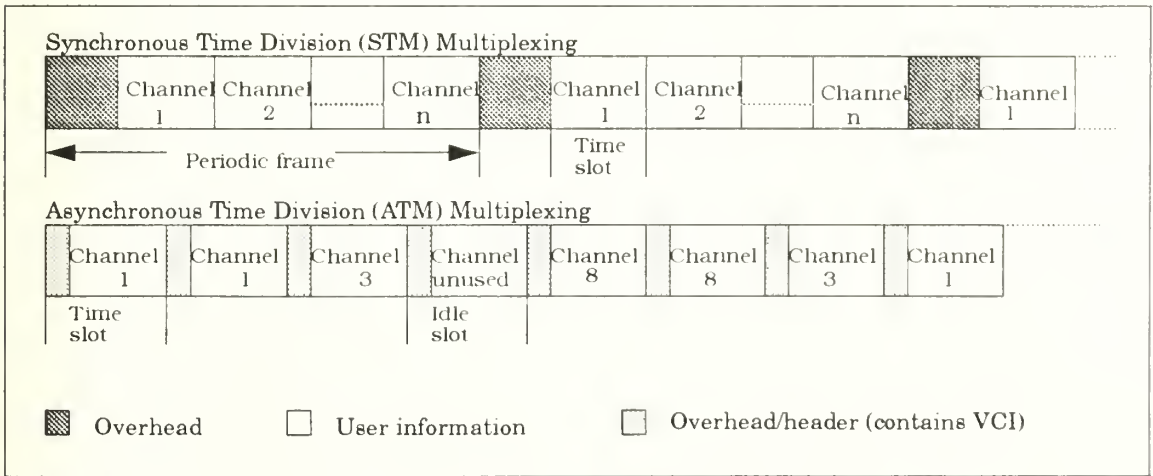 Synchronous Time Division (STM) Multiplexing
Channel 1
Channel 2
Channel n
Channel 1
Channel 2
Channel n
Channel 1
Periodic frame
Time slot
Asynchronous Time Division (ATM) Multiplexing
Channel 1
Channel 1
Channel 3
Channel unused
Channel 8
Channel 8
Channel 3
Channel 1
Time slot
Idle slot
Overhead
User information
Overhead/header (contains VCI)